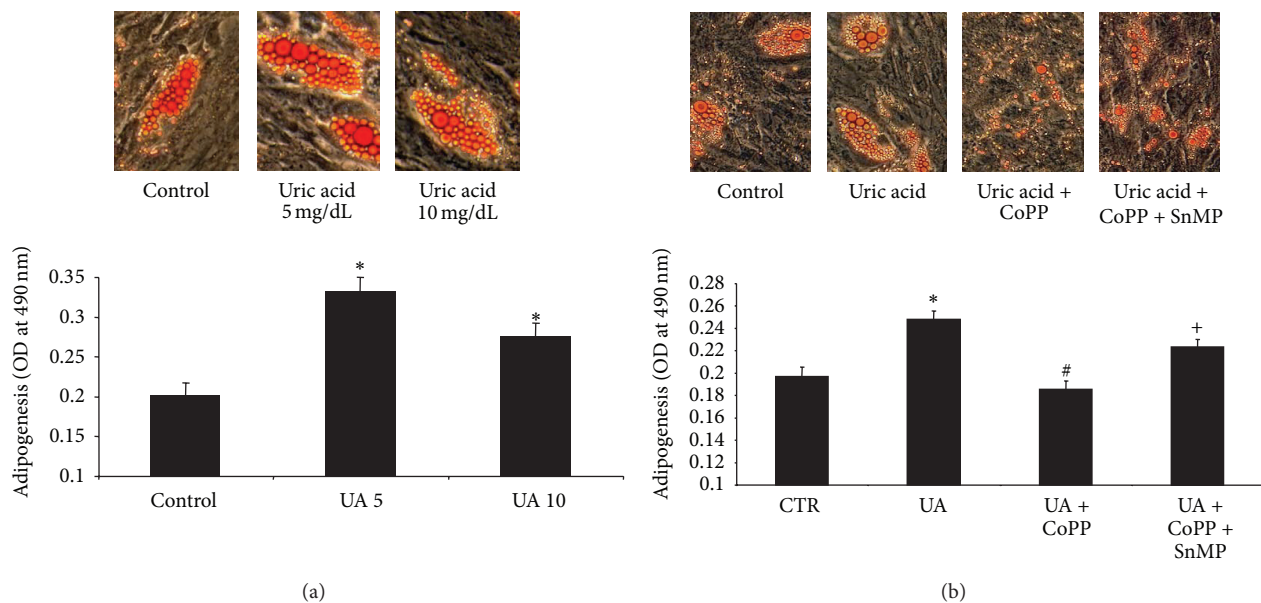 Control
Uric acid
5 mg/dL
Uric acid
10 mg/dL
Adipogenesis (OD at 490 nm)
0.35
0.3
0.25
0.2
0.15
0.1
*
*
Control
UA 5
UA 10
(a)
Control
Uric acid
Uric acid +
CoPP
Uric acid +
CoPP + SnMP
Adipogenesis (OD at 490 nm)
0.28
0.26
0.24
0.22
0.2
0.18
0.16
0.14
0.12
0.1
*
#
+
CTR
UA
UA +
CoPP
UA +
CoPP +
SnMP
(b)